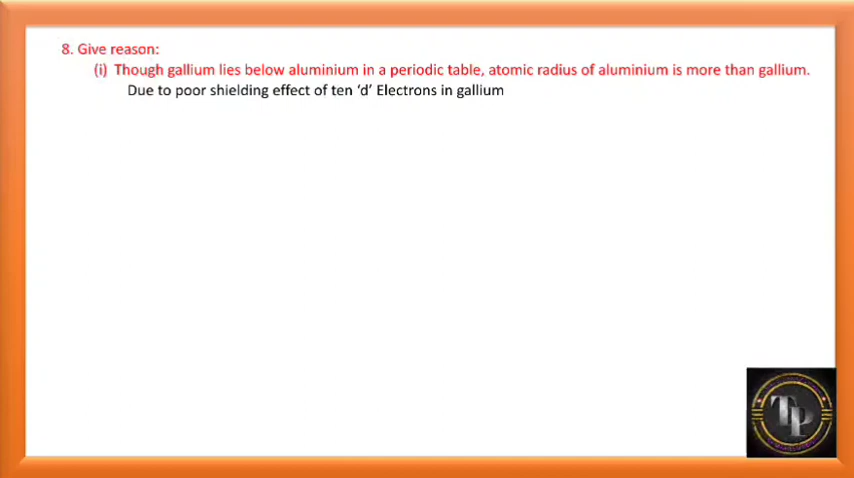 8. Give reason:
(i) Though gallium lies below aluminium in a periodic table, atomic radius of aluminium is more than gallium.
Due to poor shielding effect of ten ‘d’ Electrons in gallium
TP